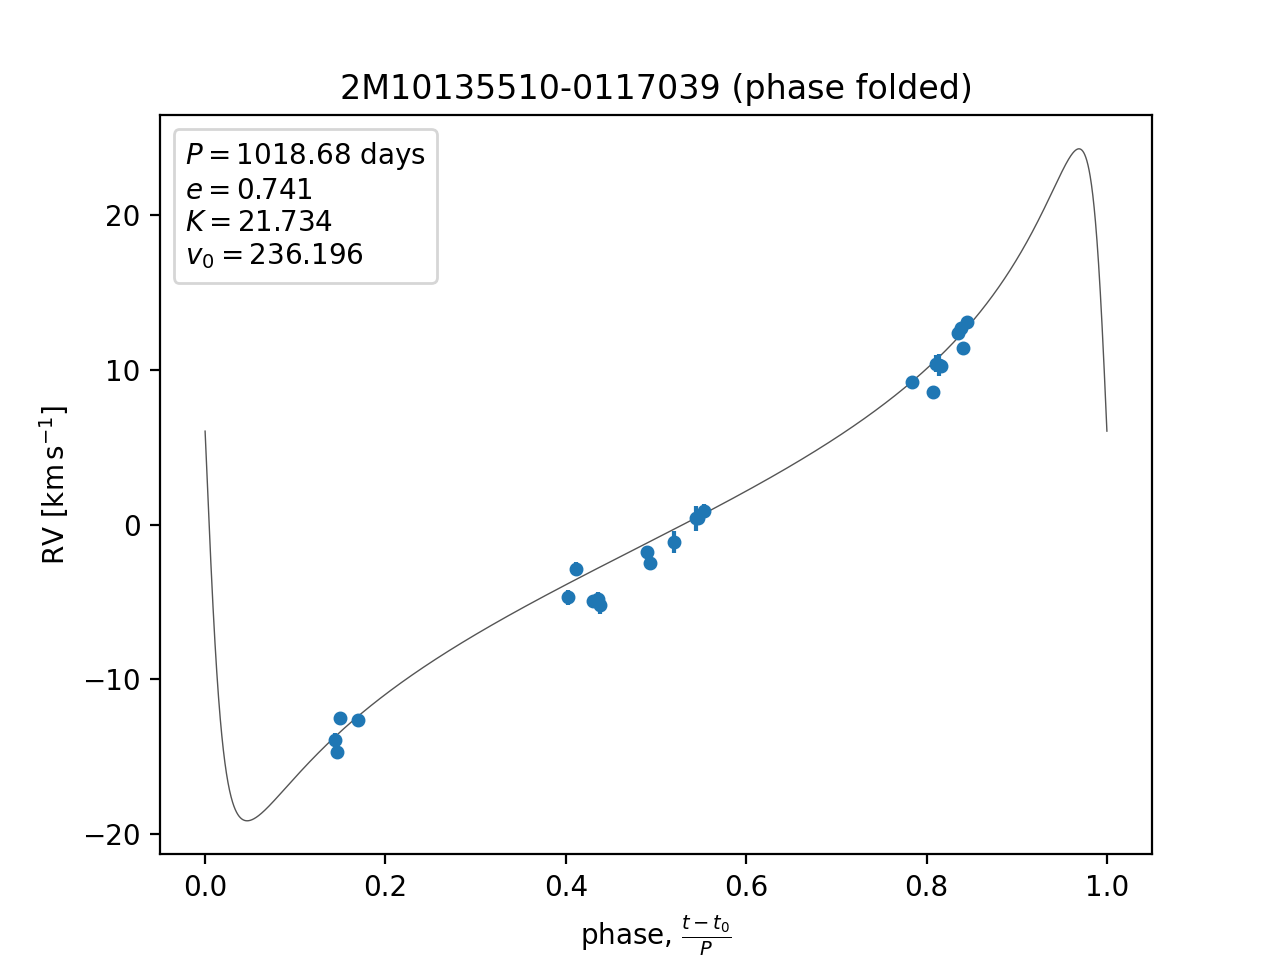 2M10135510-0117039 (phase folded)
P = 1018.68 days
e = 0.741
K = 21.734
v₀ = 236.196
20
10
0
−10
−20
RV [km s⁻¹]
0.0 0.2 0.4 0.6 0.8 1.0
phase, (t − t₀)/P